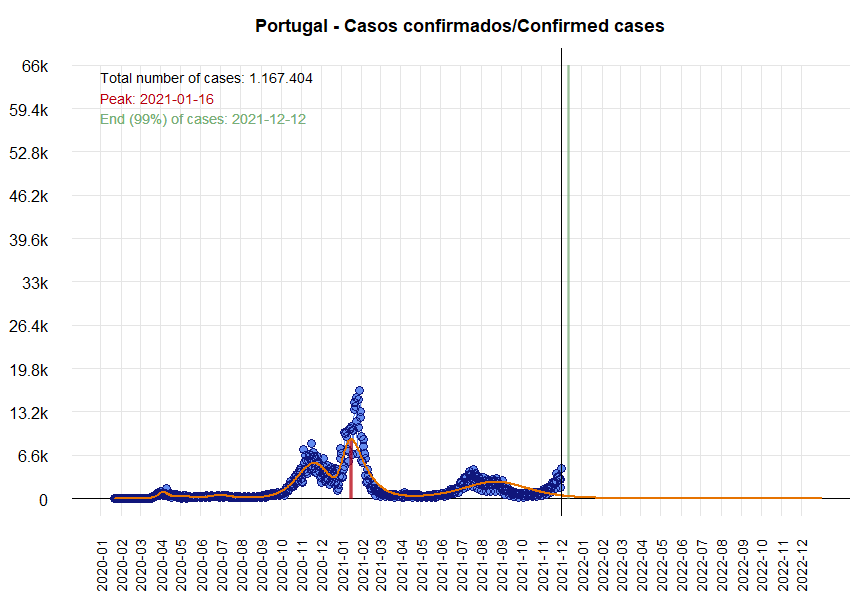 Portugal - Casos confirmados/Confirmed cases
66k
Total number of cases: 1.167.404
Peak: 2021-01-16
59.4k
End (99%) of cases: 2021-12-12
52.8k
46.2k
39.6k
33k
26.4k
19.8k
13.2k
6.6k
0
2020-01
2020-02
2020-03
2020-04
2020-05
2020-06
2020-07
2020-08
2020-09
2020-10
2020-11
2020-12
2021-01
2021-02
2021-03
2021-04
2021-05
2021-06
2021-07
2021-08
2021-09
2021-10
2021-11
2021-12
2022-01
2022-02
2022-03
2022-04
2022-05
2022-06
2022-07
2022-08
2022-09
2022-10
2022-11
2022-12